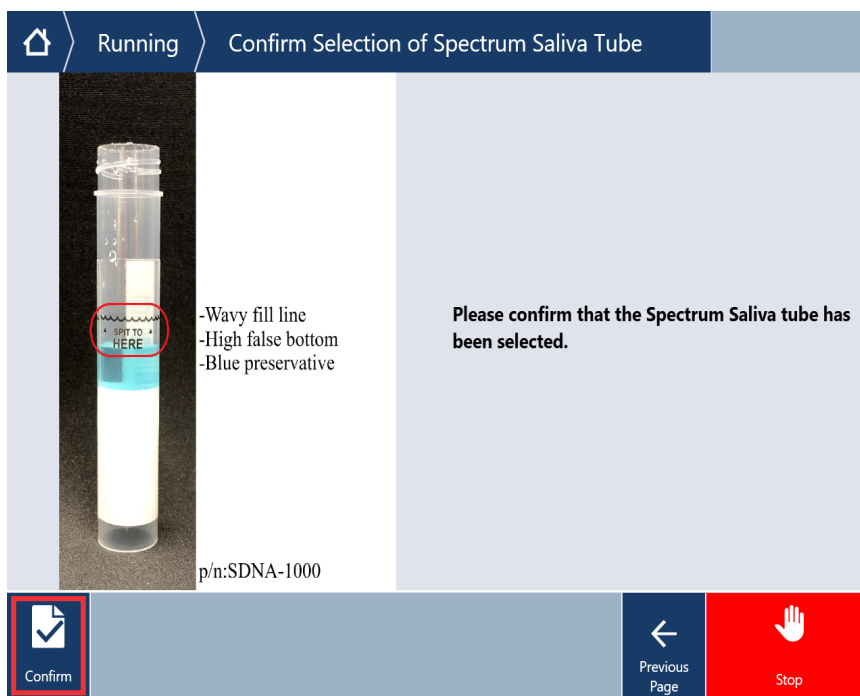 Running
Confirm Selection of Spectrum Saliva Tube
SPIT TO
HERE
-Wavy fill line
-High false bottom
-Blue preservative
p/n:SDNA-1000
Please confirm that the Spectrum Saliva tube has
been selected.
Confirm
Previous
Page
Stop